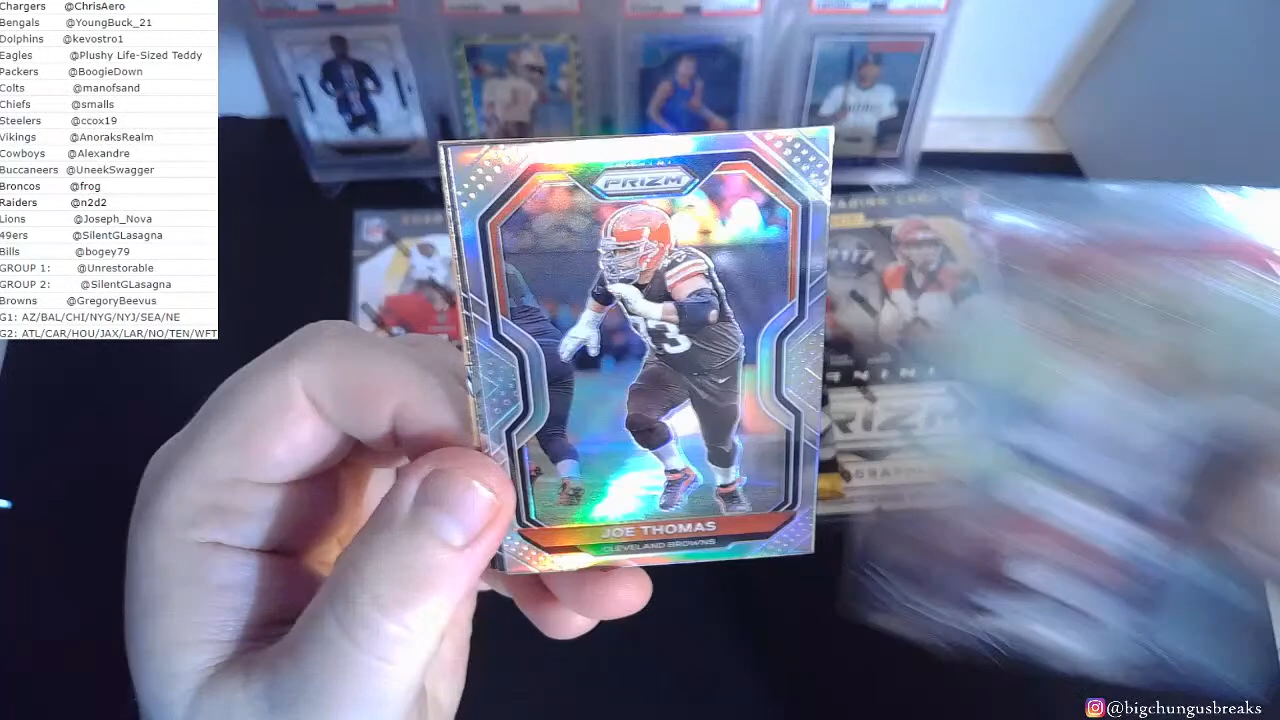 Chargers @ChrisAero
Bengals @YoungBuck_21
Dolphins @kevostro1
Eagles @Plushy Life-Sized Teddy
Packers @BoogieDown
Colts @manofsand
Chiefs @smalls
Steelers @ccox19
Vikings @AnoraksRealm
Cowboys @Alexandre
Bucaneers @UneekSwagger
Broncos @frog
Raiders @n2d2
Lions @Joseph_Nova
49ers @SilentGLasagna
Bills @bogey79
GROUP 1: @Unrestorable
GROUP 2: @SilentGLasagna
Browns @GregoryBeevus
G1: AZ/BAL/CHI/NYG/NYJ/SEA/NE
G2: ATL/CAR/HOU/JAX/LAR/NO/TEN/WFT
PANINI
PRIZM
73
JOE THOMAS
CLEVELAND BROWNS
@bigchungusbreaks